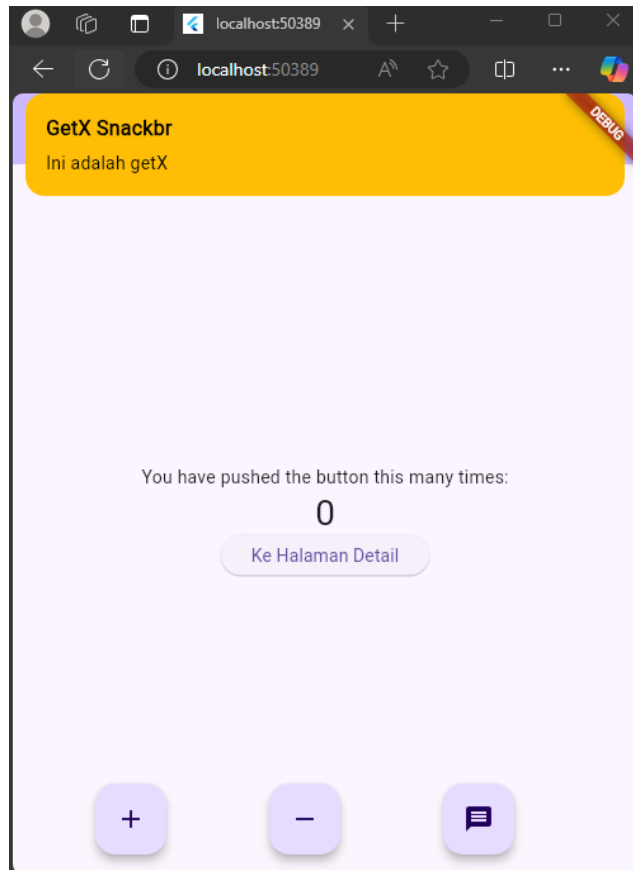 localhost:50389
localhost:50389
GetX Snackbr
DEBUG
Ini adalah getX
You have pushed the button this many times:
0
Ke Halaman Detail